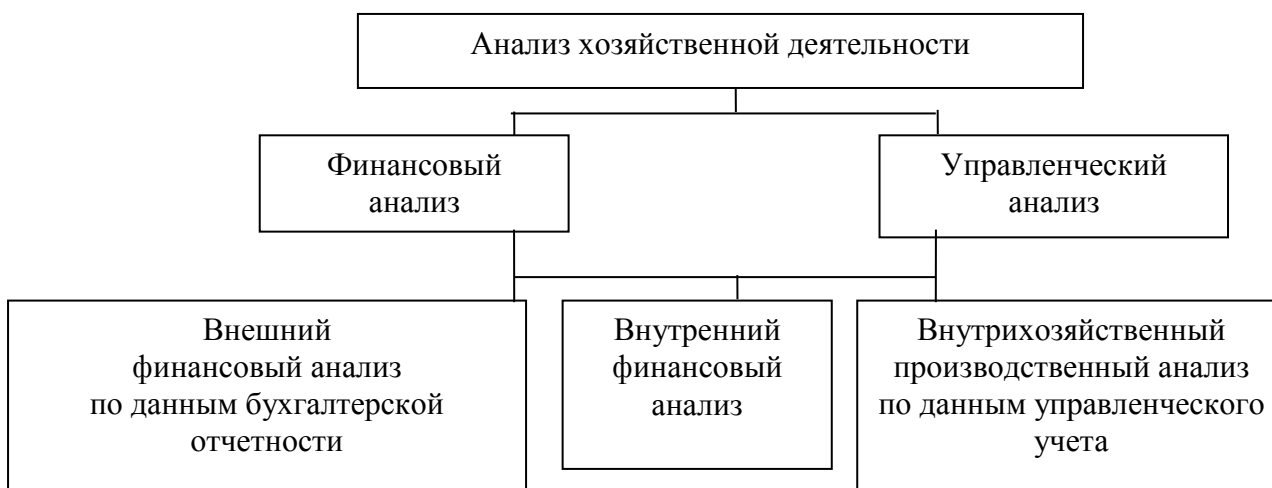 Анализ хозяйственной деятельности
Финансовый
анализ
Управленческий
анализ
Внешний
финансовый анализ
по данным бухгалтерской
отчетности
Внутренний
финансовый
анализ
Внутрихозяйственный
производственный анализ
по данным управленческого
учета